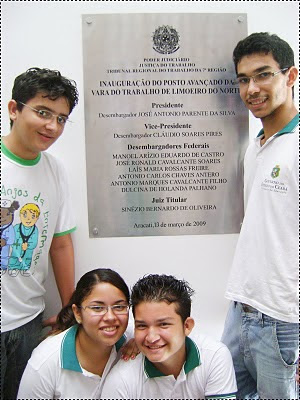 PODER JUDICIÁRIO
JUSTIÇA DO TRABALHO
TRIBUNAL REGIONAL DO TRABALHO DA 7ª REGIÃO
INAUGURAÇÃO DO POSTO AVANÇADO DA
VARA DO TRABALHO DE LIMOEIRO DO NORTE
Presidente
Desembargador JOSÉ ANTONIO PARENTE DA SILVA
Vice-Presidente
Desembargador CLÁUDIO SOARES PIRES
Desembargadores Federais
MANOEL ARÍZIO EDUARDO DE CASTRO
JOSÉ RONALD CAVALCANTE SOARES
LAÍS MARIA ROSSAS FREIRE
ANTONIO CARLOS CHAVES ANTERO
ANTONIO MARQUES CAVALCANTE FILHO
DULCINA DE HOLANDA PALHANO
Juiz Titular
SINÉZIO BERNARDO DE OLIVEIRA
Aracati, 13 de março de 2009
anjos da